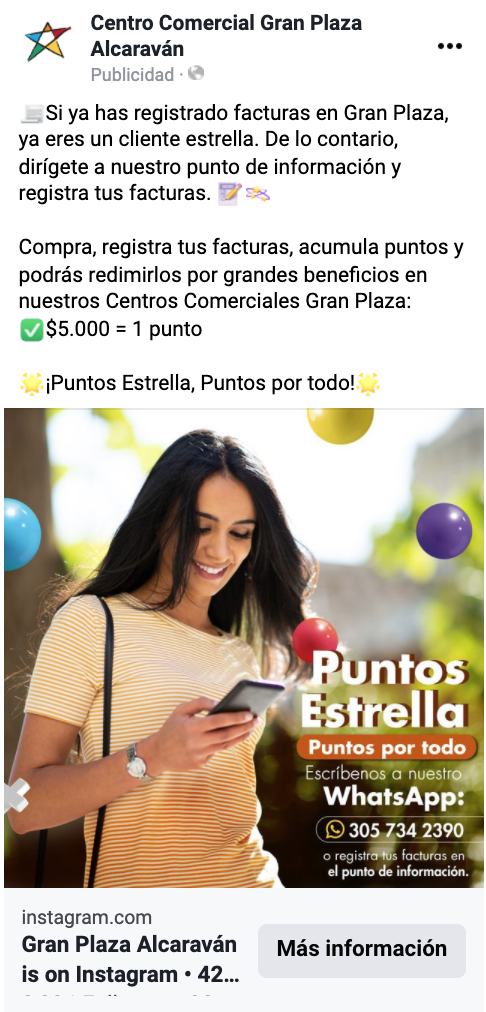 Centro Comercial Gran Plaza
Alcaraván
Publicidad ·
Si ya has registrado facturas en Gran Plaza,
ya eres un cliente estrella. De lo contario,
dirígete a nuestro punto de información y
registra tus facturas.
Compra, registra tus facturas, acumula puntos y
podrás redimirlos por grandes beneficios en
nuestros Centros Comerciales Gran Plaza:
✅$5.000 = 1 punto
🌟¡Puntos Estrella, Puntos por todo!🌟
Puntos
Estrella
Puntos por todo
Escríbenos a nuestro
WhatsApp:
305 734 2390
o registra tus facturas en
el punto de información.
instagram.com
Gran Plaza Alcaraván
is on Instagram • 42...
Más información